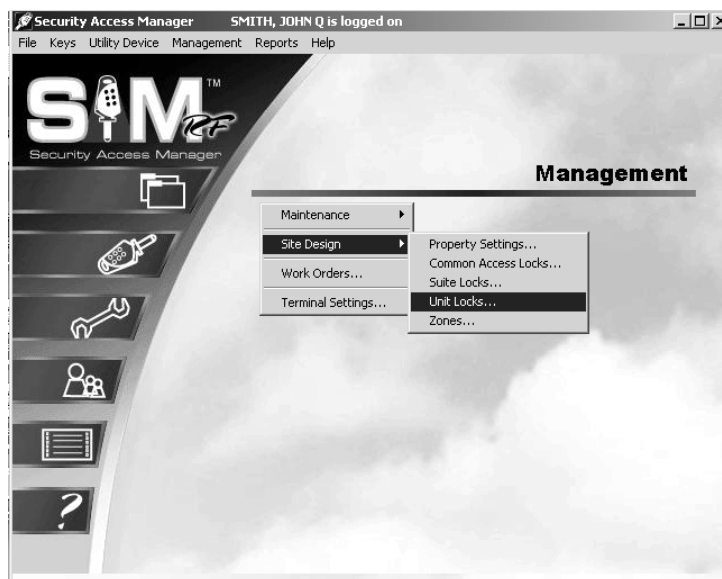 Security Access Manager SMITH, JOHN Q is logged on
File Keys Utility Device Management Reports Help
SAM TM
RF
Security Access Manager
Management
Maintenance
Site Design
Work Orders...
Terminal Settings...
Property Settings...
Common Access Locks...
Suite Locks...
Unit Locks...
Zones...
?